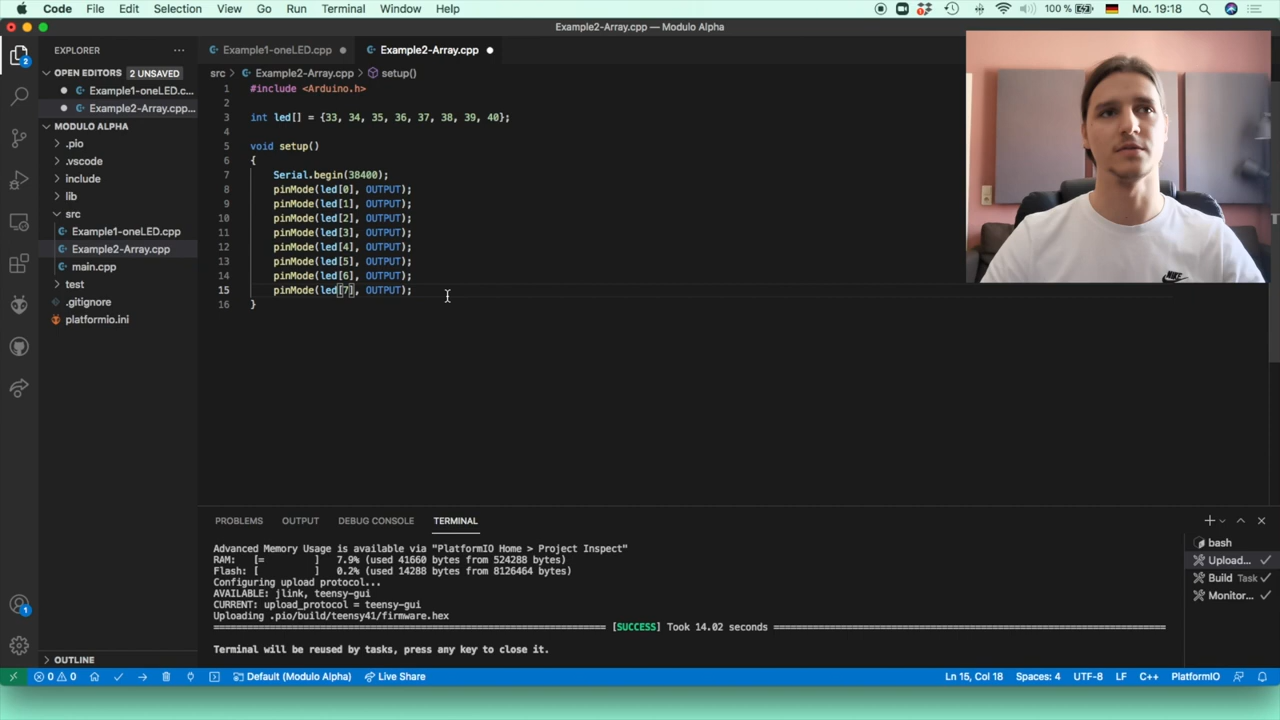 Code File Edit Selection View Go Run Terminal Window Help 100 % Mo. 19:18
Example2-Array.cpp — Modulo Alpha
EXPLORER
OPEN EDITORS 2 UNSAVED
Example1-oneLED.c...
Example2-Array.cpp...
MODULO ALPHA
.pio
.vscode
include
lib
src
Example1-oneLED.cpp
Example2-Array.cpp
main.cpp
test
.gitignore
platformio.ini
OUTLINE
Example1-oneLED.cpp Example2-Array.cpp
src > Example2-Array.cpp > setup()
1 #include <Arduino.h>
2
3 int led[] = {33, 34, 35, 36, 37, 38, 39, 40};
4
5 void setup()
6 {
7 Serial.begin(38400);
8 pinMode(led[0], OUTPUT);
9 pinMode(led[1], OUTPUT);
10 pinMode(led[2], OUTPUT);
11 pinMode(led[3], OUTPUT);
12 pinMode(led[4], OUTPUT);
13 pinMode(led[5], OUTPUT);
14 pinMode(led[6], OUTPUT);
15 pinMode(led[7], OUTPUT);
16 }
NIKE
PROBLEMS OUTPUT DEBUG CONSOLE TERMINAL
Advanced Memory Usage is available via "PlatformIO Home > Project Inspect"
RAM: [= ] 7.9% (used 41660 bytes from 524288 bytes)
Flash: [ ] 0.2% (used 14288 bytes from 8126464 bytes)
Configuring upload protocol...
AVAILABLE: jlink, teensy-gui
CURRENT: upload_protocol = teensy-gui
Uploading .pio/build/teensy41/firmware.hex
[SUCCESS] Took 14.02 seconds
Terminal will be reused by tasks, press any key to close it.
bash
Upload...
Build Task
Monitor...
2
1
0 0 Default (Modulo Alpha) Live Share Ln 15, Col 18 Spaces: 4 UTF-8 LF C++ PlatformIO